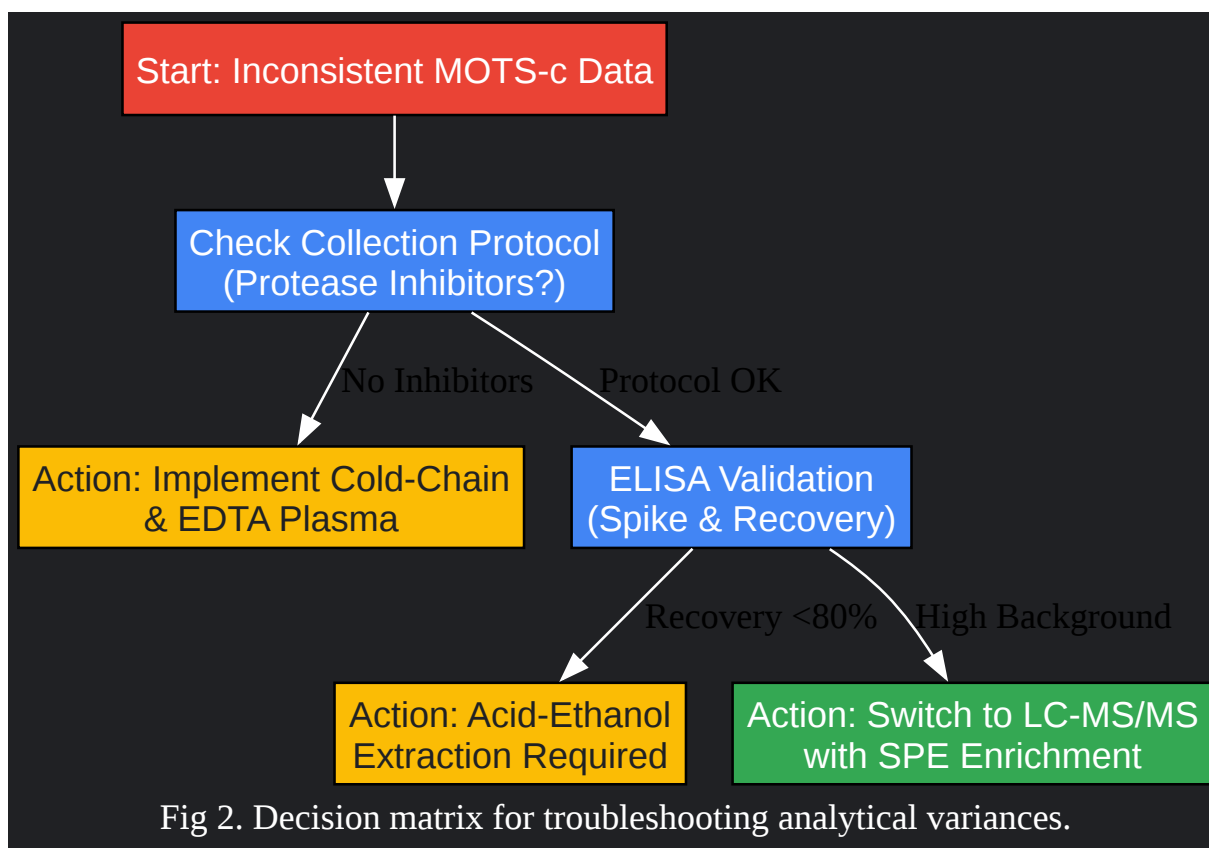 Start: Inconsistent MOTS-c Data
Check Collection Protocol
(Protease Inhibitors?)
No Inhibitors
Protocol OK
Action: Implement Cold-Chain
& EDTA Plasma
ELISA Validation
(Spike & Recovery)
Recovery <80%
High Background
Action: Acid-Ethanol
Extraction Required
Action: Switch to LC-MS/MS
with SPE Enrichment
Fig 2. Decision matrix for troubleshooting analytical variances.